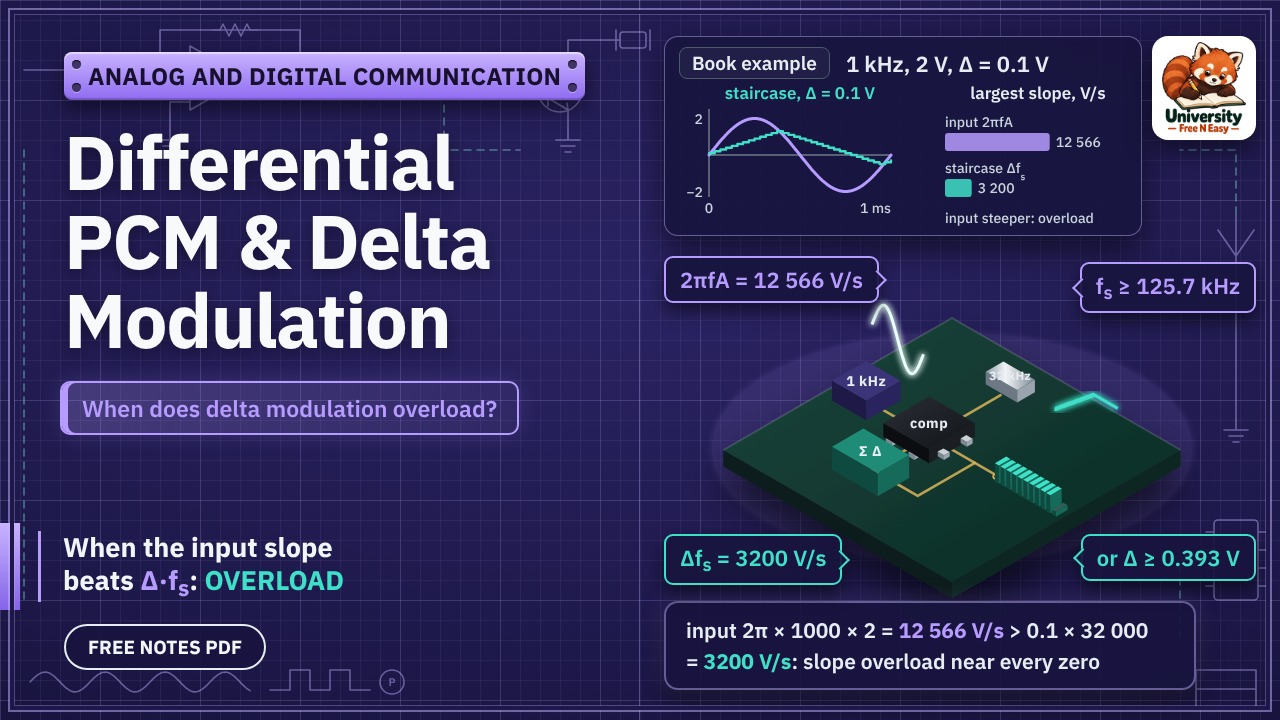 ANALOG AND DIGITAL COMMUNICATION
Differential
PCM & Delta
Modulation
When does delta modulation overload?
When the input slope
beats Δ·fs: OVERLOAD
FREE NOTES PDF
P
Book example
1 kHz, 2 V, Δ = 0.1 V
staircase, Δ = 0.1 V
2
−2
0
1 ms
largest slope, V/s
input 2πfA
12 566
staircase Δfs
3 200
input steeper: overload
University
Free N Easy
2πfA = 12 566 V/s
fs ≥ 125.7 kHz
1 kHz
32 kHz
comp
Σ Δ
Δfs = 3200 V/s
or Δ ≥ 0.393 V
input 2π × 1000 × 2 = 12 566 V/s > 0.1 × 32 000
= 3200 V/s: slope overload near every zero